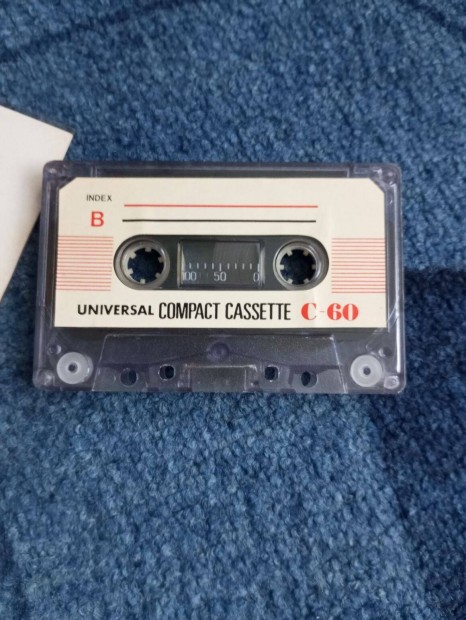 INDEX
B
100 50 0
UNIVERSAL COMPACT CASSETTE C-60